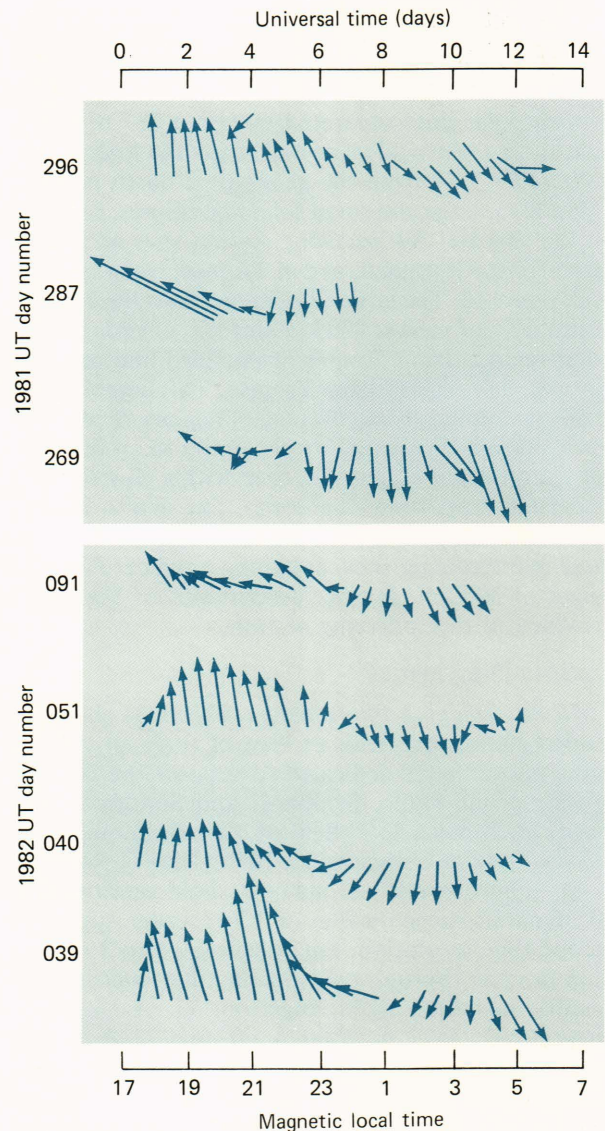 Universal time (days)
0 2 4 6 8 10 12 14
1981 UT day number
296
287
269
1982 UT day number
091
051
040
039
17 19 21 23 1 3 5 7
Magnetic local time